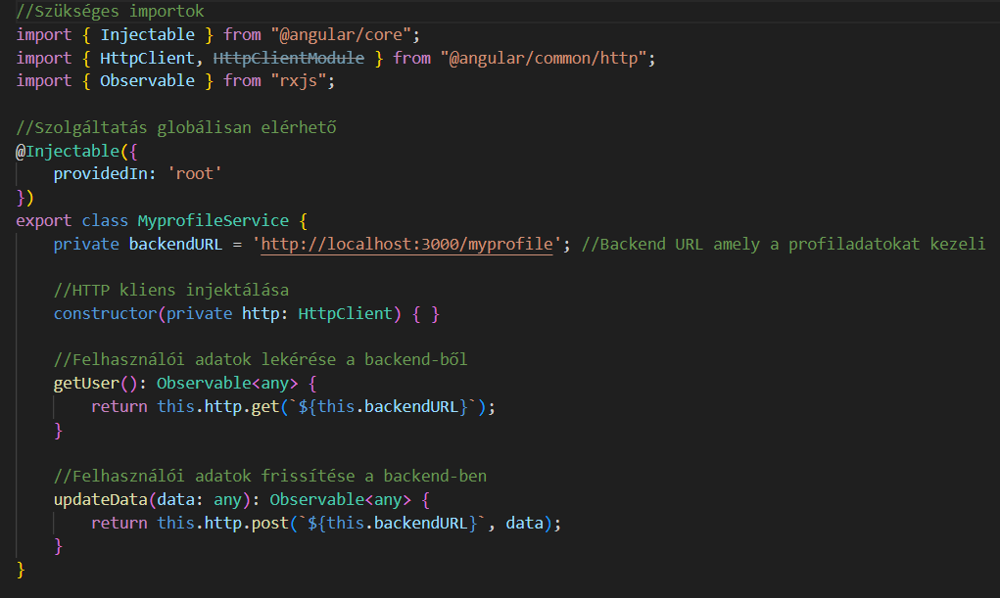 //Szükséges importok
import { Injectable } from "@angular/core";
import { HttpClient, HttpClientModule } from "@angular/common/http";
import { Observable } from "rxjs";

//Szolgáltatás globálisan elérhető
@Injectable({
    providedIn: 'root'
})
export class MyprofileService {
    private backendURL = 'http://localhost:3000/myprofile'; //Backend URL amely a profiladatokat kezeli

    //HTTP kliens injektálása
    constructor(private http: HttpClient) { }

    //Felhasználói adatok lekérése a backend-ből
    getUser(): Observable<any> {
        return this.http.get(`${this.backendURL}`);
    }

    //Felhasználói adatok frissítése a backend-ben
    updateData(data: any): Observable<any> {
        return this.http.post(`${this.backendURL}`, data);
    }
}